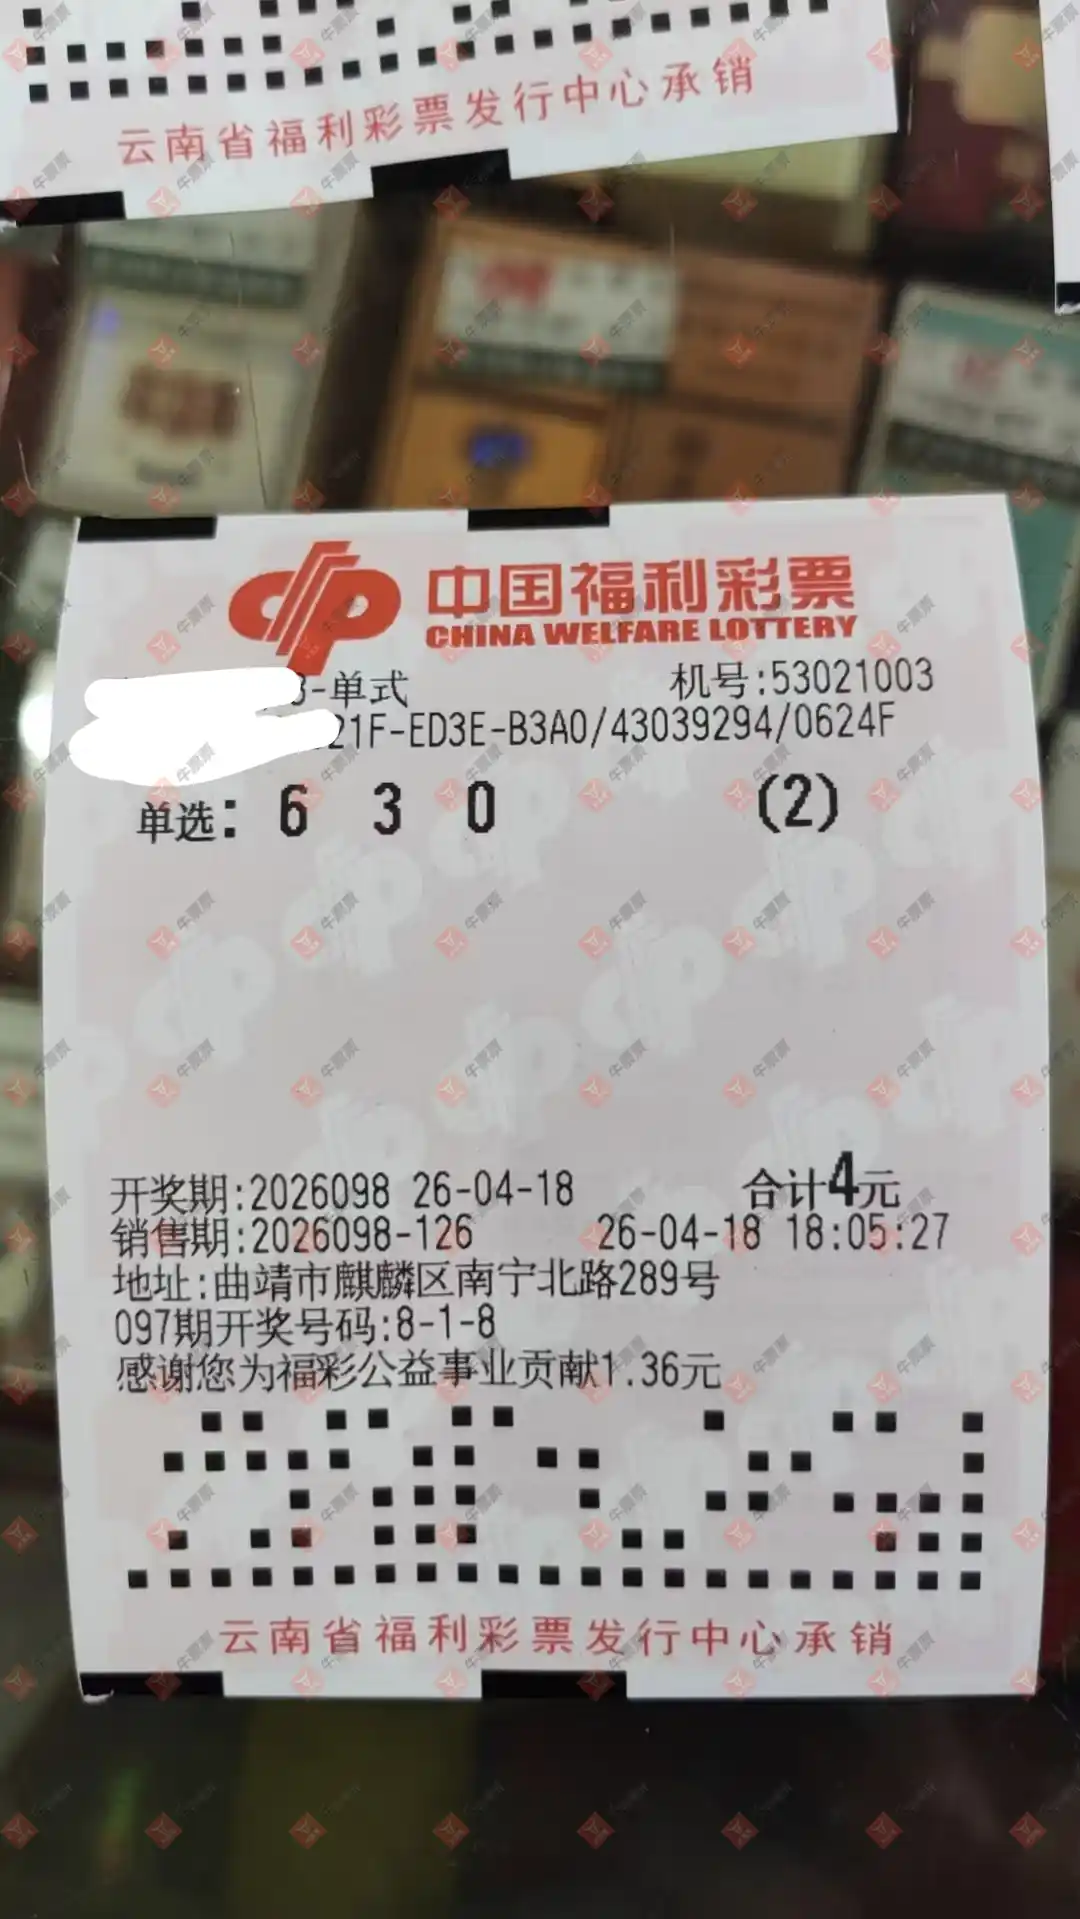 云南省福利彩票发行中心承销
中国福利彩票
CHINA WELFARE LOTTERY
-单式 机号:53021003
21F-ED3E-B3A0/43039294/0624F
单选: 6 3 0 (2)
开奖期:2026098 26-04-18 合计4元
销售期:2026098-126 26-04-18 18:05:27
地址:曲靖市麒麟区南宁北路289号
097期开奖号码:8-1-8
感谢您为福彩公益事业贡献1.36元
云南省福利彩票发行中心承销
牛票票